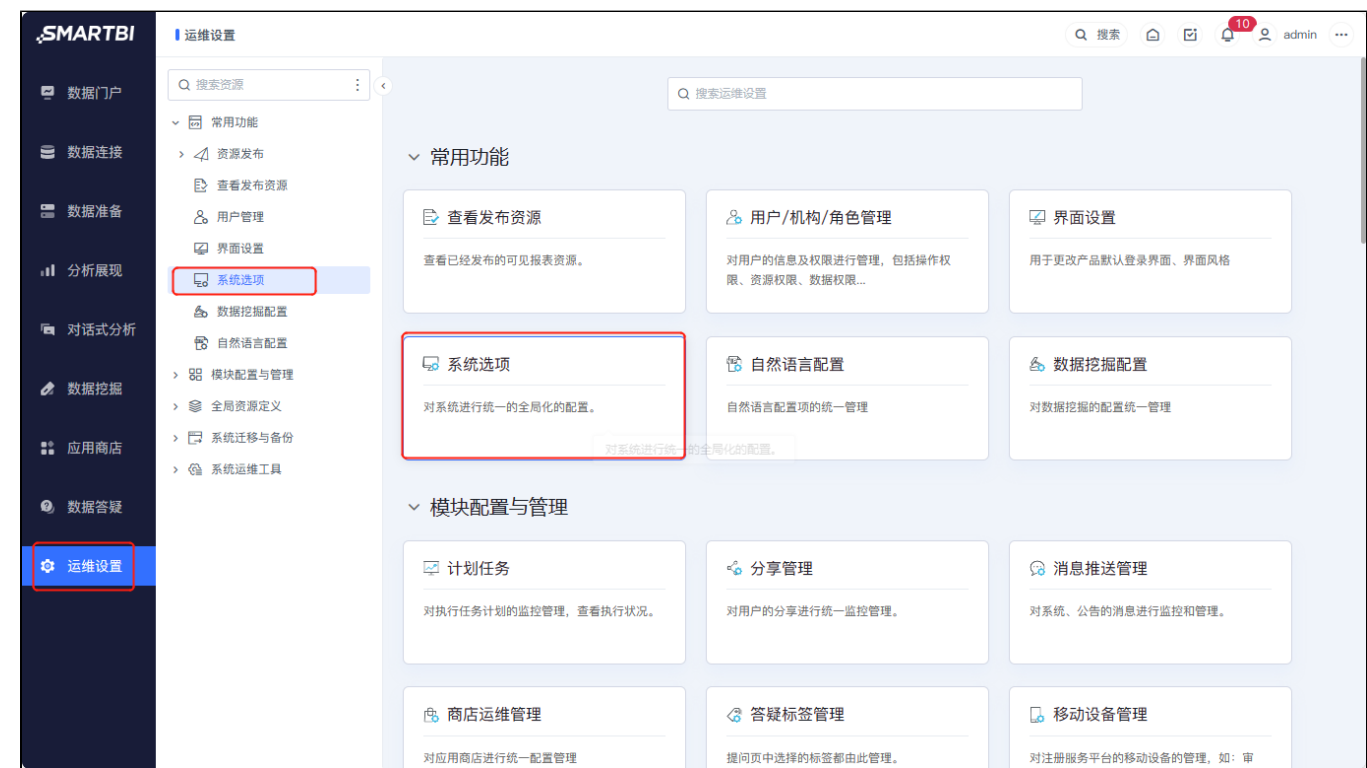 SMARTBI
运维设置
搜索
10
admin
数据门户
数据连接
数据准备
分析展现
对话式分析
数据挖掘
应用商店
数据答疑
运维设置
搜索资源
常用功能
资源发布
查看发布资源
用户管理
界面设置
系统选项
数据挖掘配置
自然语言配置
模块配置与管理
全局资源定义
系统迁移与备份
系统运维工具
搜索运维设置
常用功能
查看发布资源
查看已经发布的可见报表资源。
用户/机构/角色管理
对用户的信息及权限进行管理，包括操作权
限、资源权限、数据权限...
界面设置
用于更改产品默认登录界面、界面风格
系统选项
对系统进行统一的全局化的配置。
对系统进行统一的全局化的配置。
自然语言配置
自然语言配置项的统一管理
数据挖掘配置
对数据挖掘的配置统一管理
模块配置与管理
计划任务
对执行任务计划的监控管理，查看执行状况。
分享管理
对用户的分享进行统一监控管理。
消息推送管理
对系统、公告的消息进行监控和管理。
商店运维管理
对应用商店进行统一配置管理
答疑标签管理
提问页中选择的标签都由此管理。
移动设备管理
对注册服务平台的移动设备的管理，如：审